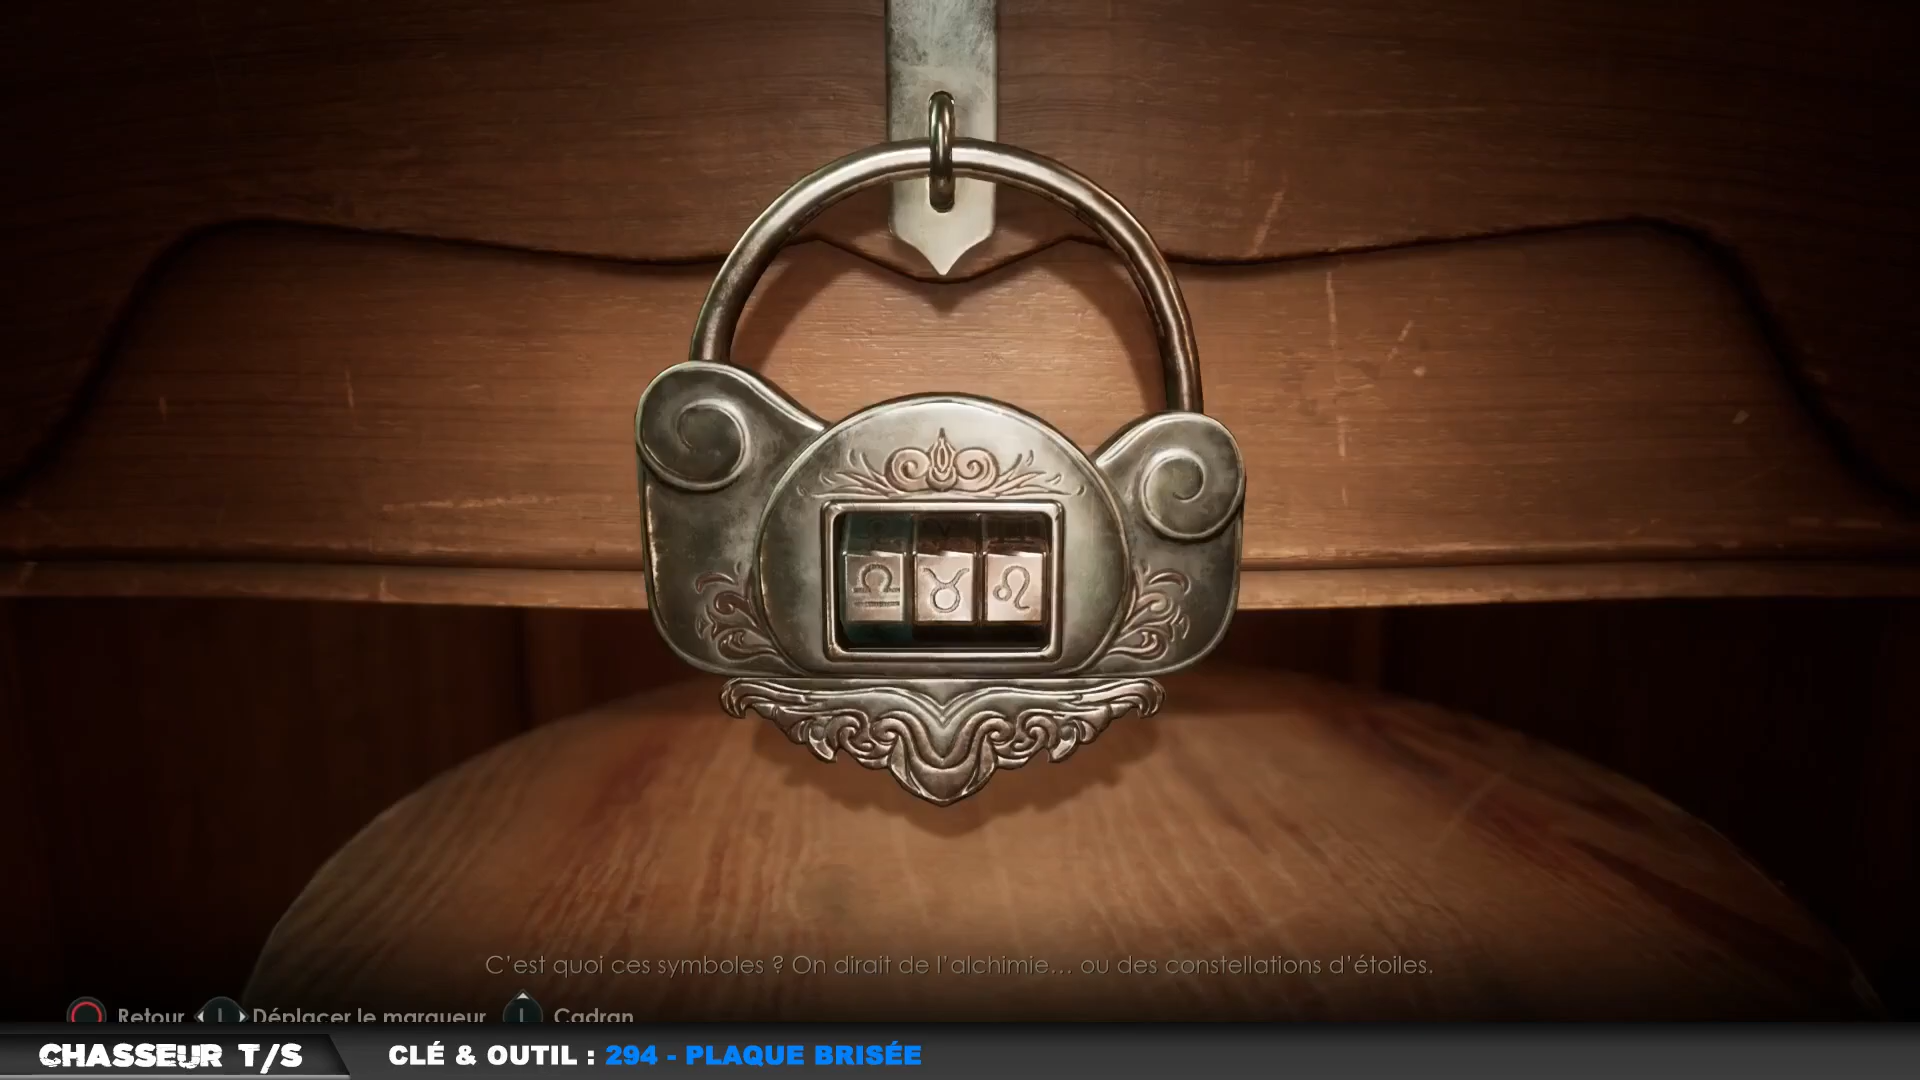 ♎ ♉ ♌
C'est quoi ces symboles ? On dirait de l'alchimie... ou des constellations d'étoiles.
Retour L Déplacer le marqueur L Cadran
CHASSEUR T/S CLÉ & OUTIL : 294 - PLAQUE BRISÉE